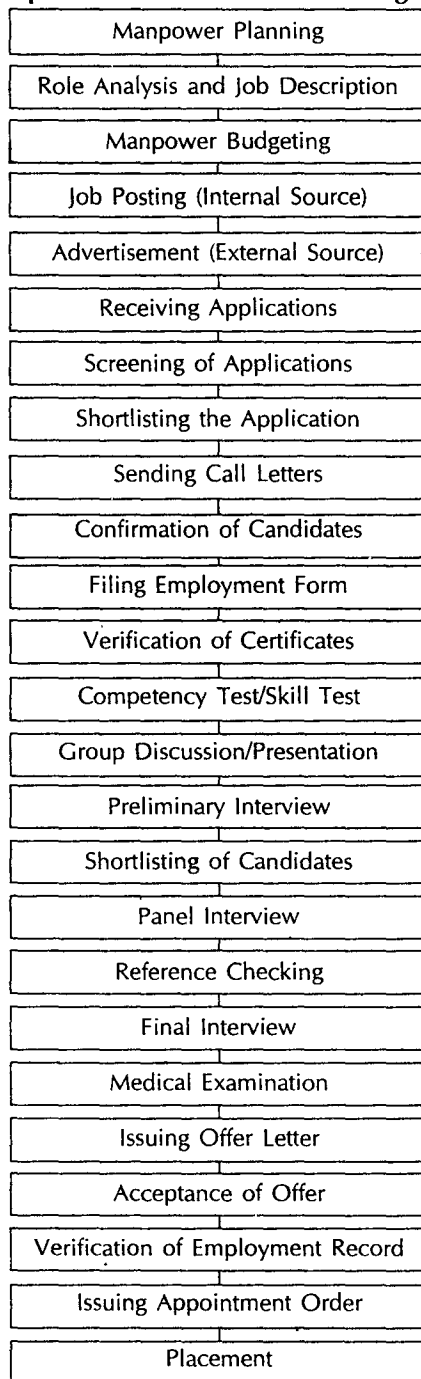 Manpower Planning
Role Analysis and Job Description
Manpower Budgeting
Job Posting (Internal Source)
Advertisement (External Source)
Receiving Applications
Screening of Applications
Shortlisting the Application
Sending Call Letters
Confirmation of Candidates
Filing Employment Form
Verification of Certificates
Competency Test/Skill Test
Group Discussion/Presentation
Preliminary Interview
Shortlisting of Candidates
Panel Interview
Reference Checking
Final Interview
Medical Examination
Issuing Offer Letter
Acceptance of Offer
Verification of Employment Record
Issuing Appointment Order
Placement